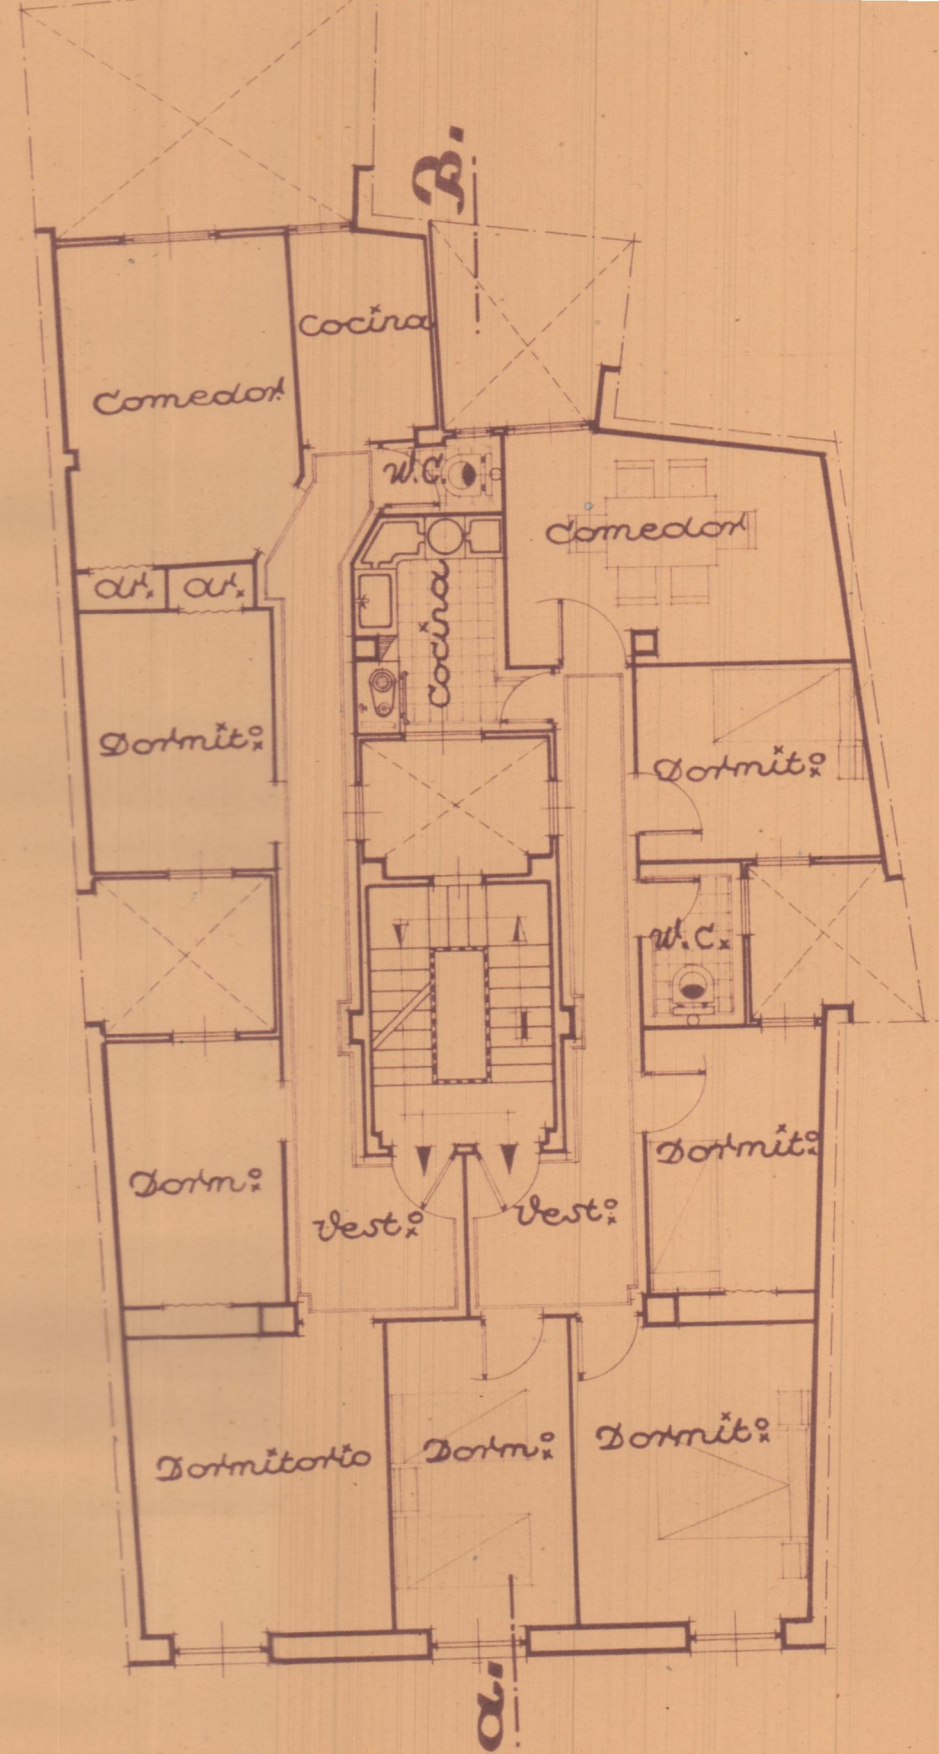 B.
Cocina
Comedor
W.C.
Comedor
ar.
ar.
Cocina
Dormitº
Dormitº
W.C.
Dormitº
Dormº
Vestº
Vestº
Dormitorio
Dormº
Dormitº
a.